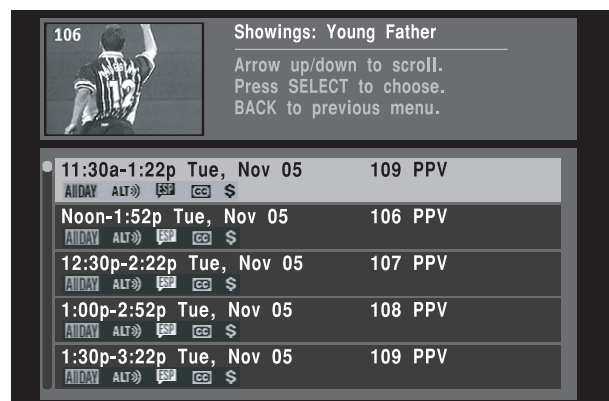 106
Showings: Young Father
Arrow up/down to scroll.
Press SELECT to choose.
BACK to previous menu.
12
11:30a-1:22p Tue, Nov 05 109 PPV
AllDAY ALT ESP CC $
Noon-1:52p Tue, Nov 05 106 PPV
AllDAY ALT ESP CC $
12:30p-2:22p Tue, Nov 05 107 PPV
AllDAY ALT ESP CC $
1:00p-2:52p Tue, Nov 05 108 PPV
AllDAY ALT ESP CC $
1:30p-3:22p Tue, Nov 05 109 PPV
AllDAY ALT ESP CC $